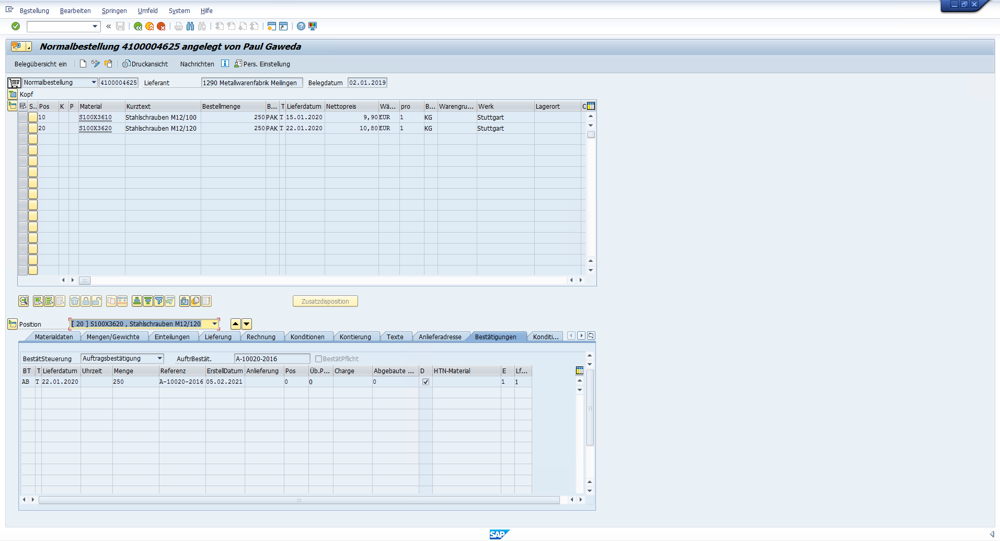 Bestellung Bearbeiten Springen Umfeld System Hilfe
Normalbestellung 4100004625 angelegt von Paul Gaweda
Belegübersicht ein Druckansicht Nachrichten Pers. Einstellung
Normalbestellung 4100004625 Lieferant 1290 Metallwarenfabrik Meilingen Belegdatum 02.01.2019
Kopf
S.. Pos K P Material Kurztext Bestellmenge B... T Lieferdatum Nettopreis Wä... pro B... Warengru... Werk Lagerort C
10 S100X3610 Stahlschrauben M12/100 250 PAK T 15.01.2020 9,90 EUR 1 KG Stuttgart
20 S100X3620 Stahlschrauben M12/120 250 PAK T 22.01.2020 10,80 EUR 1 KG Stuttgart
Zusatzdisposition
Position [ 20 ] S100X3620 , Stahlschrauben M12/120
Materialdaten Mengen/Gewichte Einteilungen Lieferung Rechnung Konditionen Kontierung Texte Anlieferadresse Bestätigungen Konditi...
BestätSteuerung Auftragsbestätigung AuftrBestät. A-10020-2016 BestätPflicht
BT T Lieferdatum Uhrzeit Menge Referenz ErstellDatum Anlieferung Pos Üb.P... Charge Abgebaute ... D HTN-Material E Lf...
AB T 22.01.2020 250 A-10020-2016 05.02.2021 0 0 0 1 1
SAP